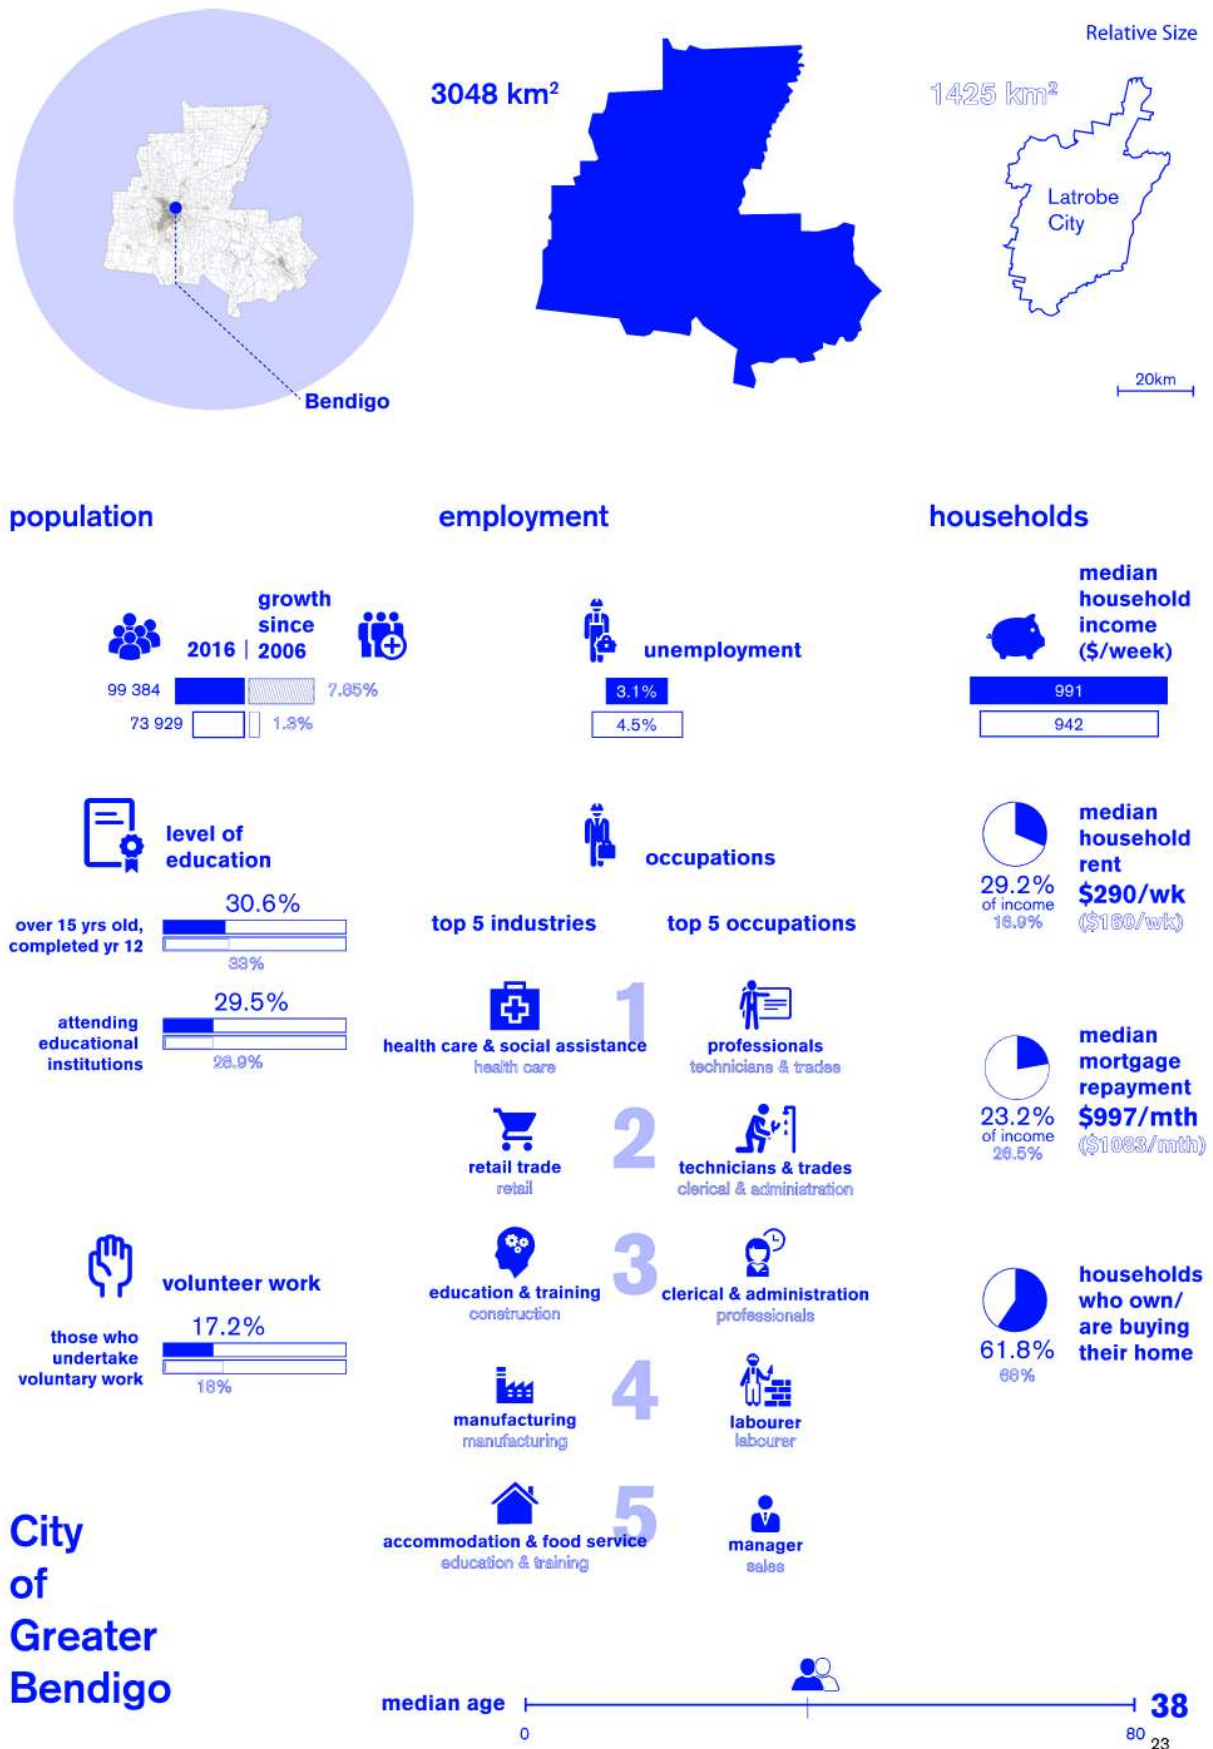 Relative Size
3048 km²
1425 km²
Latrobe
City
20km
Bendigo
population
employment
households
growth
since
2016 | 2006
99 384
7.85%
73 929
1.3%
unemployment
3.1%
4.5%
median
household
income
($/week)
991
942
level of
education
30.6%
over 15 yrs old,
completed yr 12
33%
29.5%
attending
educational
institutions
26.9%
volunteer work
17.2%
those who
undertake
voluntary work
18%
occupations
top 5 industries
top 5 occupations
1
health care & social assistance
health care
professionals
technicians & trades
2
retail trade
retail
technicians & trades
clerical & administration
3
education & training
construction
clerical & administration
professionals
4
manufacturing
manufacturing
labourer
labourer
5
accommodation & food service
education & training
manager
sales
median
household
rent
29.2%
of income
16.9%
$290/wk
($160/wk)
median
mortgage
repayment
23.2%
of income
26.5%
$997/mth
($1083/mth)
households
who own/
are buying
their home
61.8%
68%
City
of
Greater
Bendigo
median age
0
80
38
23